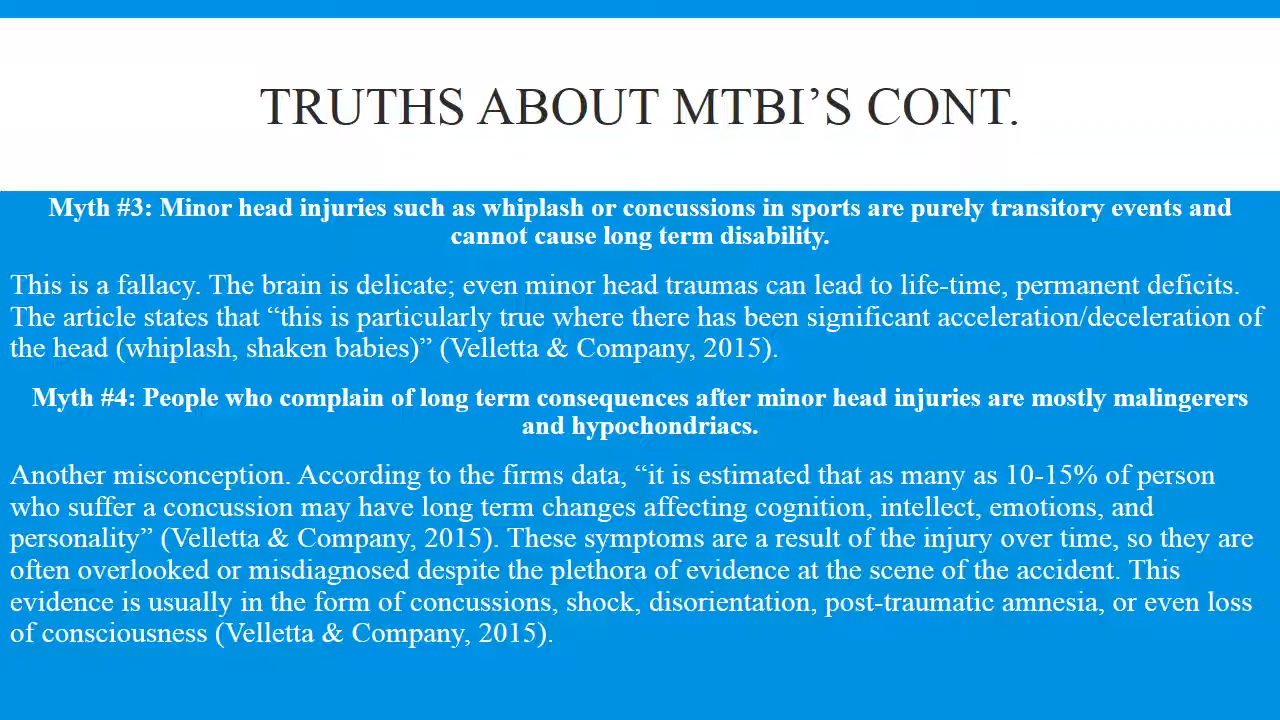 TRUTHS ABOUT MTBI’S CONT.
Myth #3: Minor head injuries such as whiplash or concussions in sports are purely transitory events and
cannot cause long term disability.
This is a fallacy. The brain is delicate; even minor head traumas can lead to life-time, permanent deficits.
The article states that “this is particularly true where there has been significant acceleration/deceleration of
the head (whiplash, shaken babies)” (Velletta & Company, 2015).
Myth #4: People who complain of long term consequences after minor head injuries are mostly malingerers
and hypochondriacs.
Another misconception. According to the firms data, “it is estimated that as many as 10-15% of person
who suffer a concussion may have long term changes affecting cognition, intellect, emotions, and
personality” (Velletta & Company, 2015). These symptoms are a result of the injury over time, so they are
often overlooked or misdiagnosed despite the plethora of evidence at the scene of the accident. This
evidence is usually in the form of concussions, shock, disorientation, post-traumatic amnesia, or even loss
of consciousness (Velletta & Company, 2015).